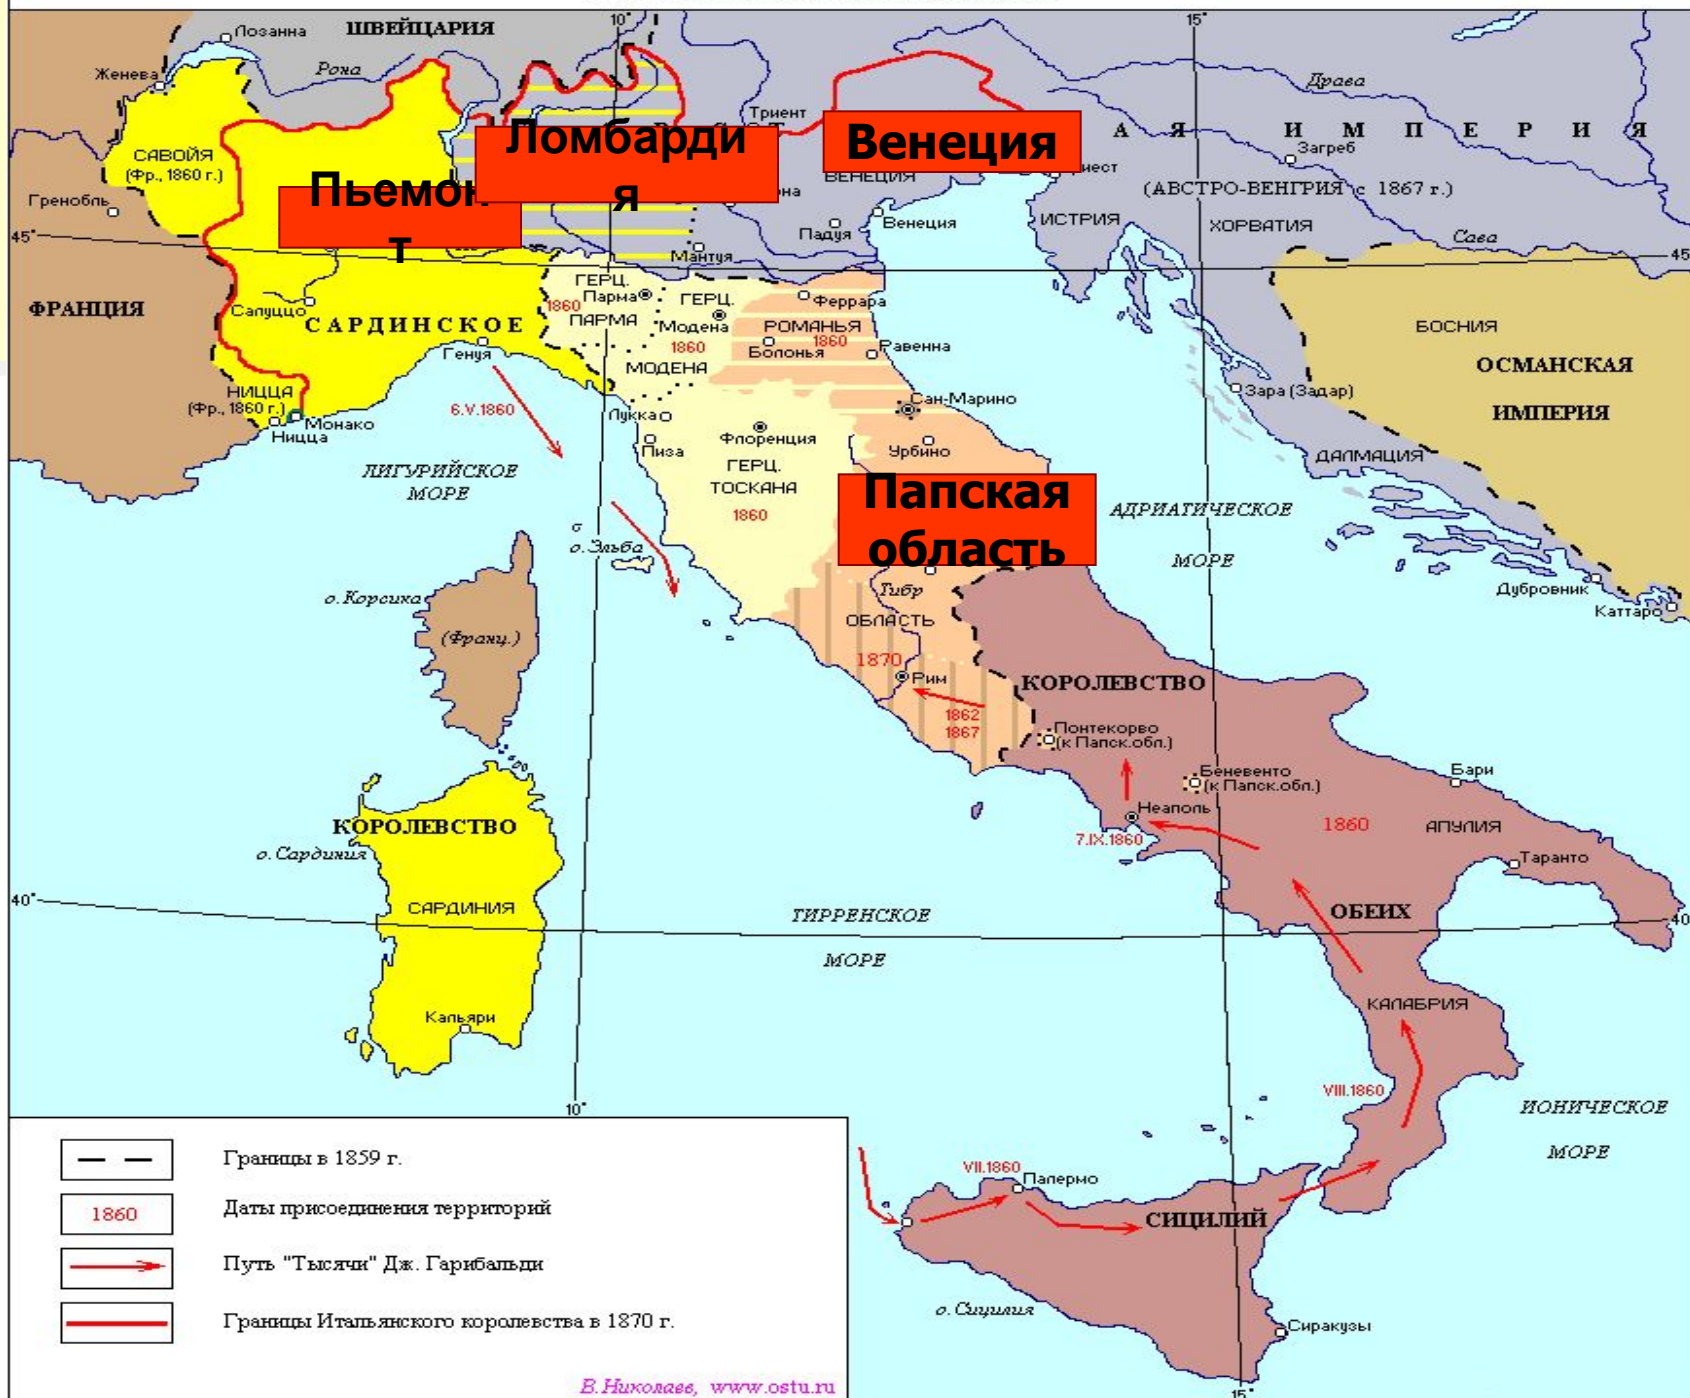 10°
15°
Лозанна
ШВЕЙЦАРИЯ
Женева
Рона
Драва
Триент
А Я И М П Е Р И Я
Ломбарди
я
Венеция
Загреб
САВОЙЯ
(Фр., 1860 г.)
ВЕНЕЦИЯ
(АВСТРО-ВЕНГРИЯ с 1867 г.)
Пьемон
т
Гренобль
Падуя
Венеция
ИСТРИЯ
ХОРВАТИЯ
Сава
45°
45
Мантуя
ФРАНЦИЯ
Салуццо
САРДИНСКОЕ
Генуя
ГЕРЦ.
Парма
1860
ПАРМА
ГЕРЦ.
Модена
1860
МОДЕНА
Феррара
РОМАНЬЯ
1860
Болонья
Равенна
БОСНИЯ
ОСМАНСКАЯ
ИМПЕРИЯ
НИЦЦА
(Фр., 1860 г.)
Монако
Ницца
6.V.1860
Лукка
Пиза
Флоренция
ГЕРЦ.
ТОСКАНА
1860
Сан-Марино
Урбино
Зара (Задар)
ДАЛМАЦИЯ
ЛИГУРИЙСКОЕ
МОРЕ
Папская
область
АДРИАТИЧЕСКОЕ
МОРЕ
о. Эльба
о. Корсика
(Франц.)
Тибр
ОБЛАСТЬ
1870
Рим
1862
1867
Дубровник
Каттаро
КОРОЛЕВСТВО
Понтекорво
(к Папск.обл.)
Беневенто
(к Папск.обл.)
Бари
Неаполь
7.IX.1860
1860
АПУЛИЯ
Таранто
КОРОЛЕВСТВО
о. Сардиния
40°
40
САРДИНИЯ
ТИРРЕНСКОЕ
МОРЕ
ОБЕИХ
Кальяри
КАЛАБРИЯ
VIII.1860
ИОНИЧЕСКОЕ
МОРЕ
10°
VII.1860
Палермо
СИЦИЛИЙ
о. Сицилия
Сиракузы
15°
Границы в 1859 г.
1860
Даты присоединения территорий
Путь "Тысячи" Дж. Гарибальди
Границы Итальянского королевства в 1870 г.
В.Николаев, www.ostu.ru